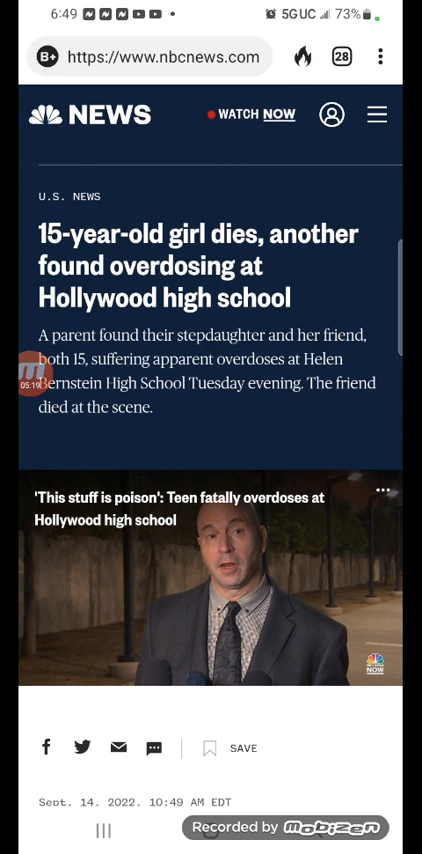 6:49 5G UC 73%
B+ https://www.nbcnews.com 28
NEWS WATCH NOW
U.S. NEWS
15-year-old girl dies, another
found overdosing at
Hollywood high school
A parent found their stepdaughter and her friend,
both 15, suffering apparent overdoses at Helen
Bernstein High School Tuesday evening. The friend
died at the scene.
05:19
'This stuff is poison': Teen fatally overdoses at
Hollywood high school
NOW
SAVE
Sept. 14, 2022, 10:49 AM EDT
Recorded by mobizen